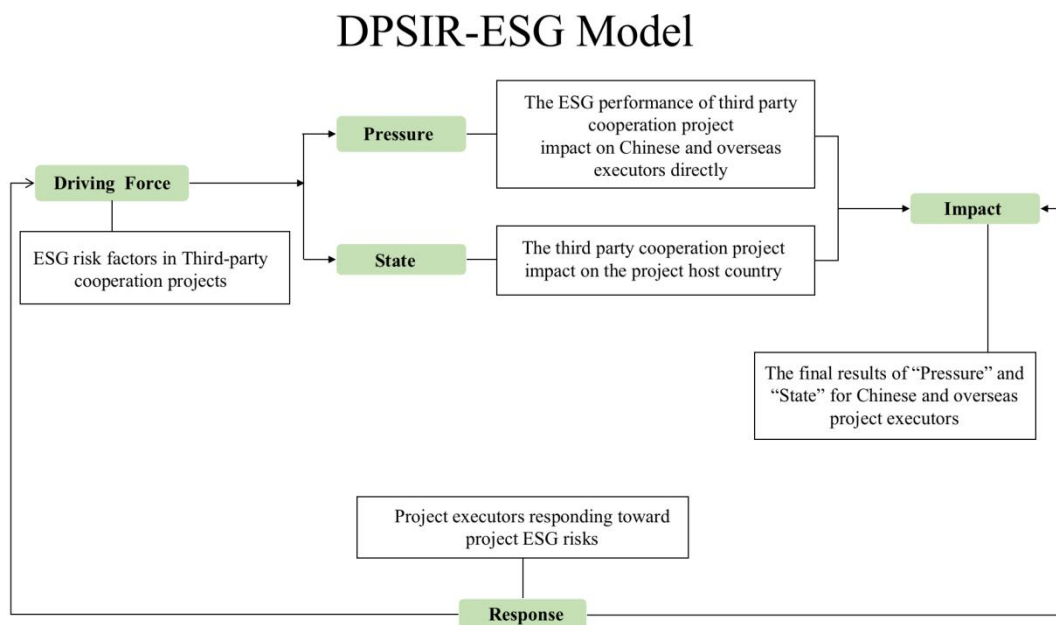 DPSIR-ESG Model
Pressure
The ESG performance of third party
cooperation project
impact on Chinese and overseas
executors directly
Driving Force
Impact
ESG risk factors in Third-party
cooperation projects
State
The third party cooperation project
impact on the project host country
The final results of “Pressure” and
“State” for Chinese and overseas
project executors
Project executors responding toward
project ESG risks
Response